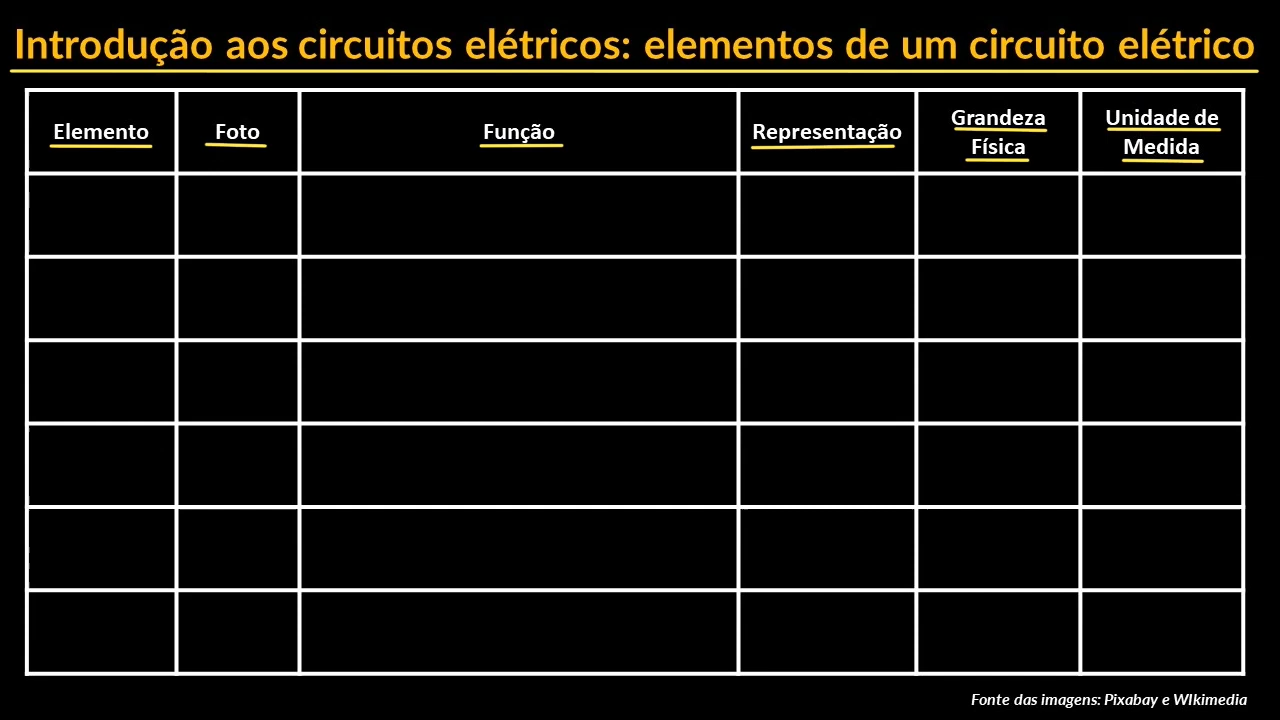 Introdução aos circuitos elétricos: elementos de um circuito elétrico
Elemento
Foto
Função
Representação
Grandeza
Física
Unidade de
Medida
Fonte das imagens: Pixabay e WIkimedia